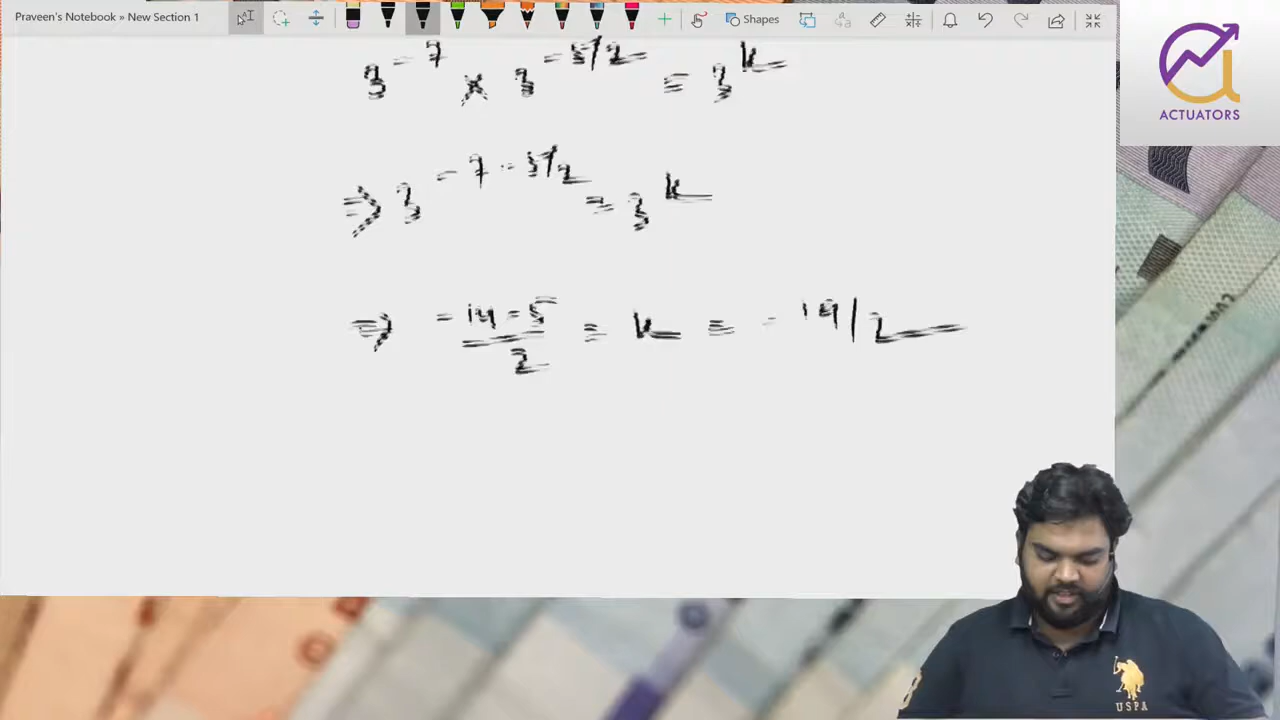 Praveen's Notebook » New Section 1
Shapes
ACTUATORS
3^-7 × 3^-5/2 = 3^k
⇒ 3^-7-5/2 = 3^k
⇒ -14-5/2 = k = -19/2
USPA